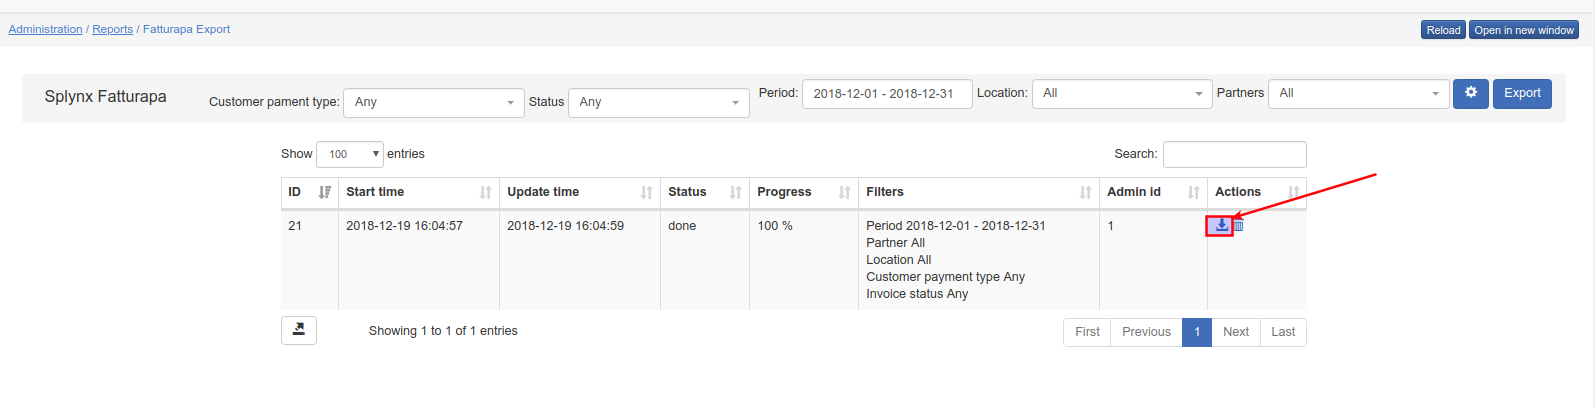 Administration / Reports / Fatturapa Export
Reload
Open in new window
Splynx Fatturapa
Customer pament type: Any
Status Any
Period: 2018-12-01 - 2018-12-31
Location: All
Partners All
Export
Show 100 entries
Search:
ID Start time Update time Status Progress Filters Admin id Actions
21 2018-12-19 16:04:57 2018-12-19 16:04:59 done 100 % Period 2018-12-01 - 2018-12-31 1
Partner All
Location All
Customer payment type Any
Invoice status Any
Showing 1 to 1 of 1 entries
First Previous 1 Next Last